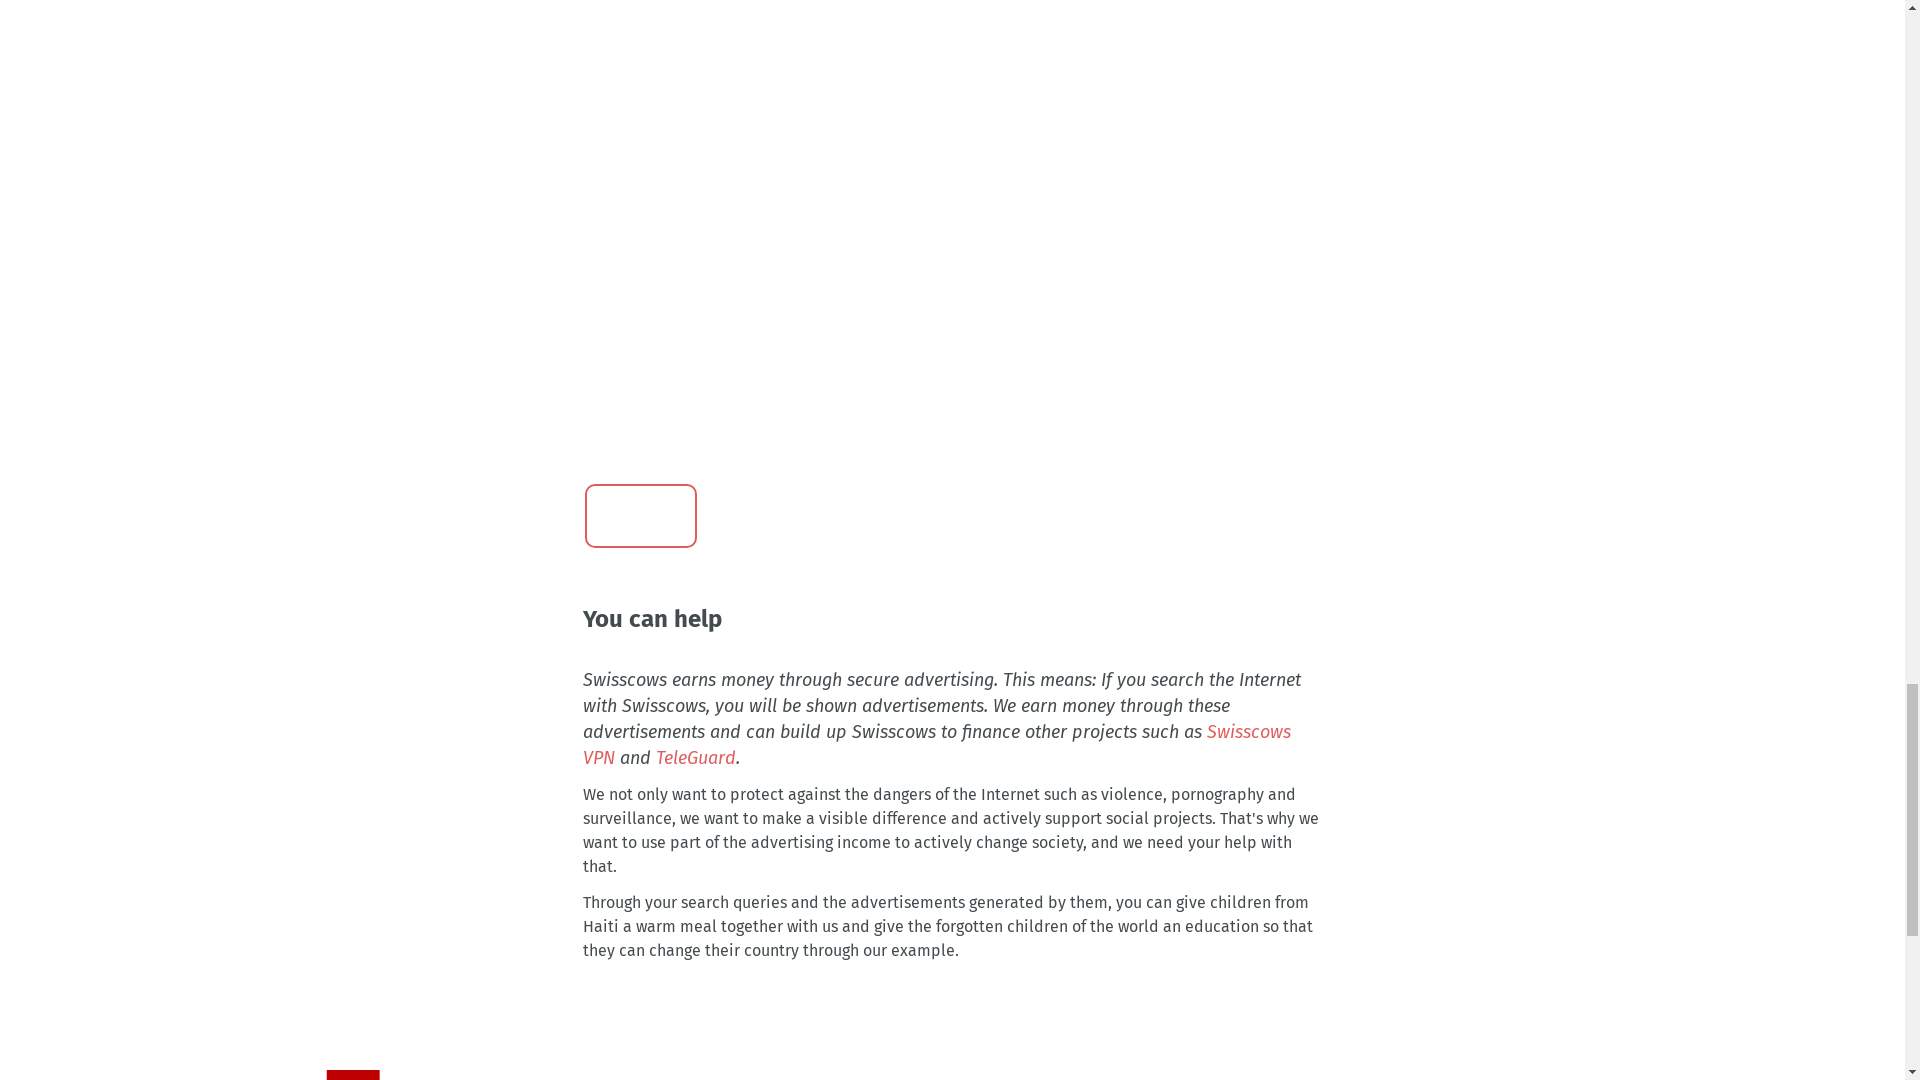 You can help
Swisscows earns money through secure advertising. This means: If you search the Internet
with Swisscows, you will be shown advertisements. We earn money through these
advertisements and can build up Swisscows to finance other projects such as Swisscows
VPN and TeleGuard.
We not only want to protect against the dangers of the Internet such as violence, pornography and
surveillance, we want to make a visible difference and actively support social projects. That's why we
want to use part of the advertising income to actively change society, and we need your help with
that.
Through your search queries and the advertisements generated by them, you can give children from
Haiti a warm meal together with us and give the forgotten children of the world an education so that
they can change their country through our example.